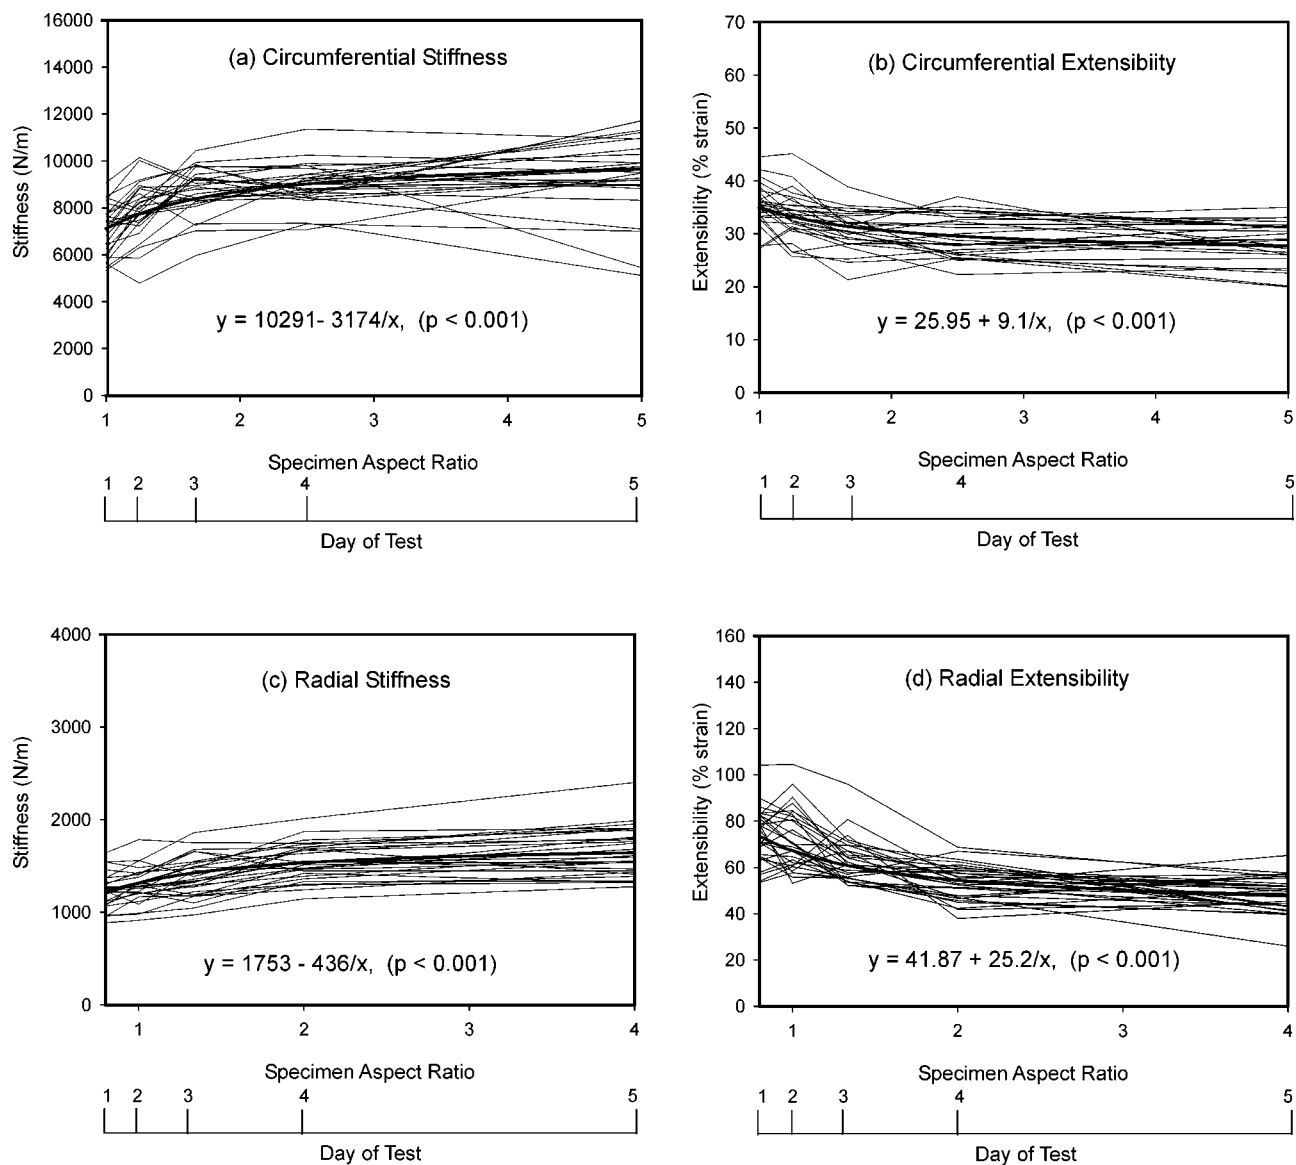 (a) Circumferential Stiffness
Stiffness (N/m)
16000
14000
12000
10000
8000
6000
4000
2000
0
y = 10291- 3174/x, (p < 0.001)
1 2 3 4 5
Specimen Aspect Ratio
1 2 3 4 5
Day of Test
(b) Circumferential Extensibiity
Extensibility (% strain)
70
60
50
40
30
20
10
0
y = 25.95 + 9.1/x, (p < 0.001)
1 2 3 4 5
Specimen Aspect Ratio
1 2 3 4 5
Day of Test
(c) Radial Stiffness
Stiffness (N/m)
4000
3000
2000
1000
0
y = 1753 - 436/x, (p < 0.001)
1 2 3 4
Specimen Aspect Ratio
1 2 3 4 5
Day of Test
(d) Radial Extensibility
Extensibility (% strain)
160
140
120
100
80
60
40
20
0
y = 41.87 + 25.2/x, (p < 0.001)
1 2 3 4
Specimen Aspect Ratio
1 2 3 4 5
Day of Test